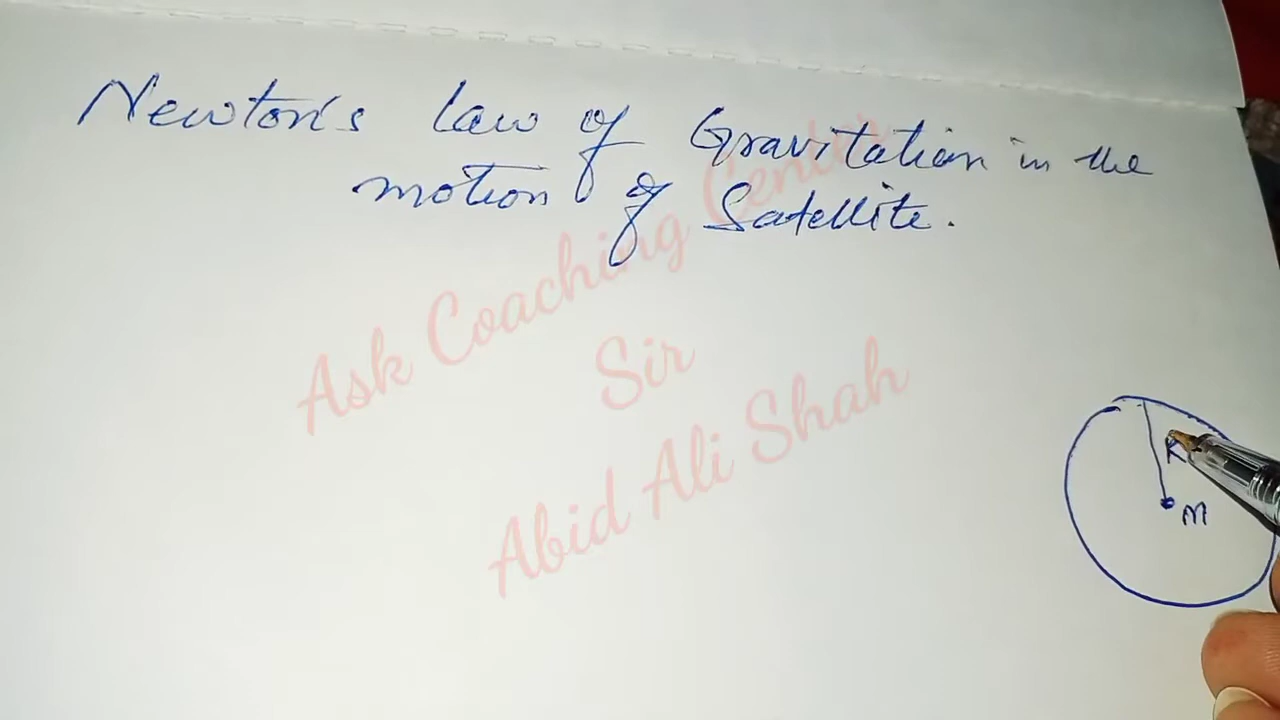 Newton's law of Gravitation in the
motion of Satellite.
Ask Coaching Center
Sir
Abid Ali Shah
R
M